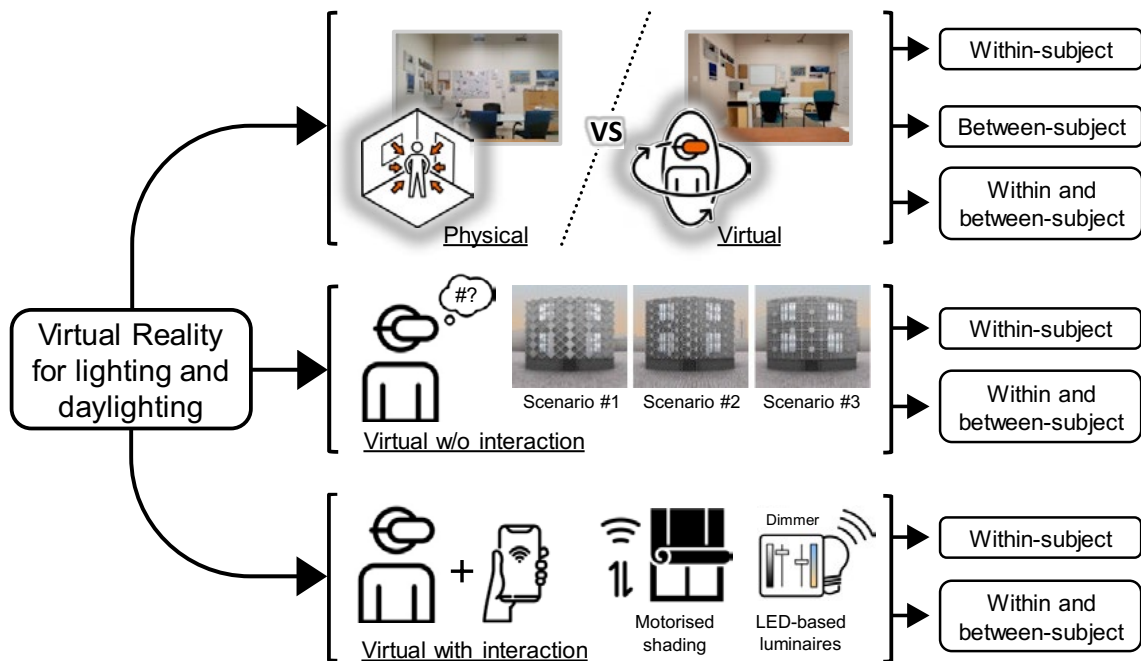 Within-subject
VS
Between-subject
Within and
between-subject
Physical
Virtual
Virtual Reality
for lighting and
daylighting
#?
Scenario #1
Scenario #2
Scenario #3
Virtual w/o interaction
Within-subject
Within and
between-subject
+
Dimmer
Motorised
shading
LED-based
luminaires
Virtual with interaction
Within-subject
Within and
between-subject